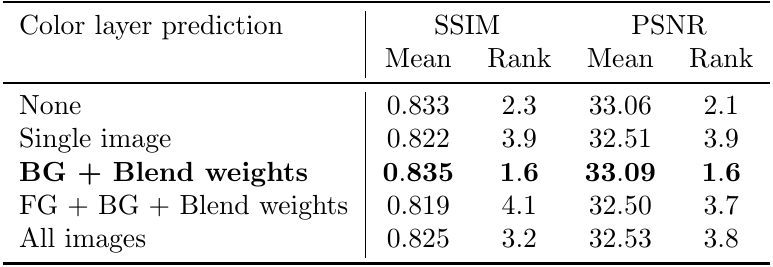 Color layer prediction SSIM PSNR
Mean Rank Mean Rank
None 0.833 2.3 33.06 2.1
Single image 0.822 3.9 32.51 3.9
BG + Blend weights 0.835 1.6 33.09 1.6
FG + BG + Blend weights 0.819 4.1 32.50 3.7
All images 0.825 3.2 32.53 3.8